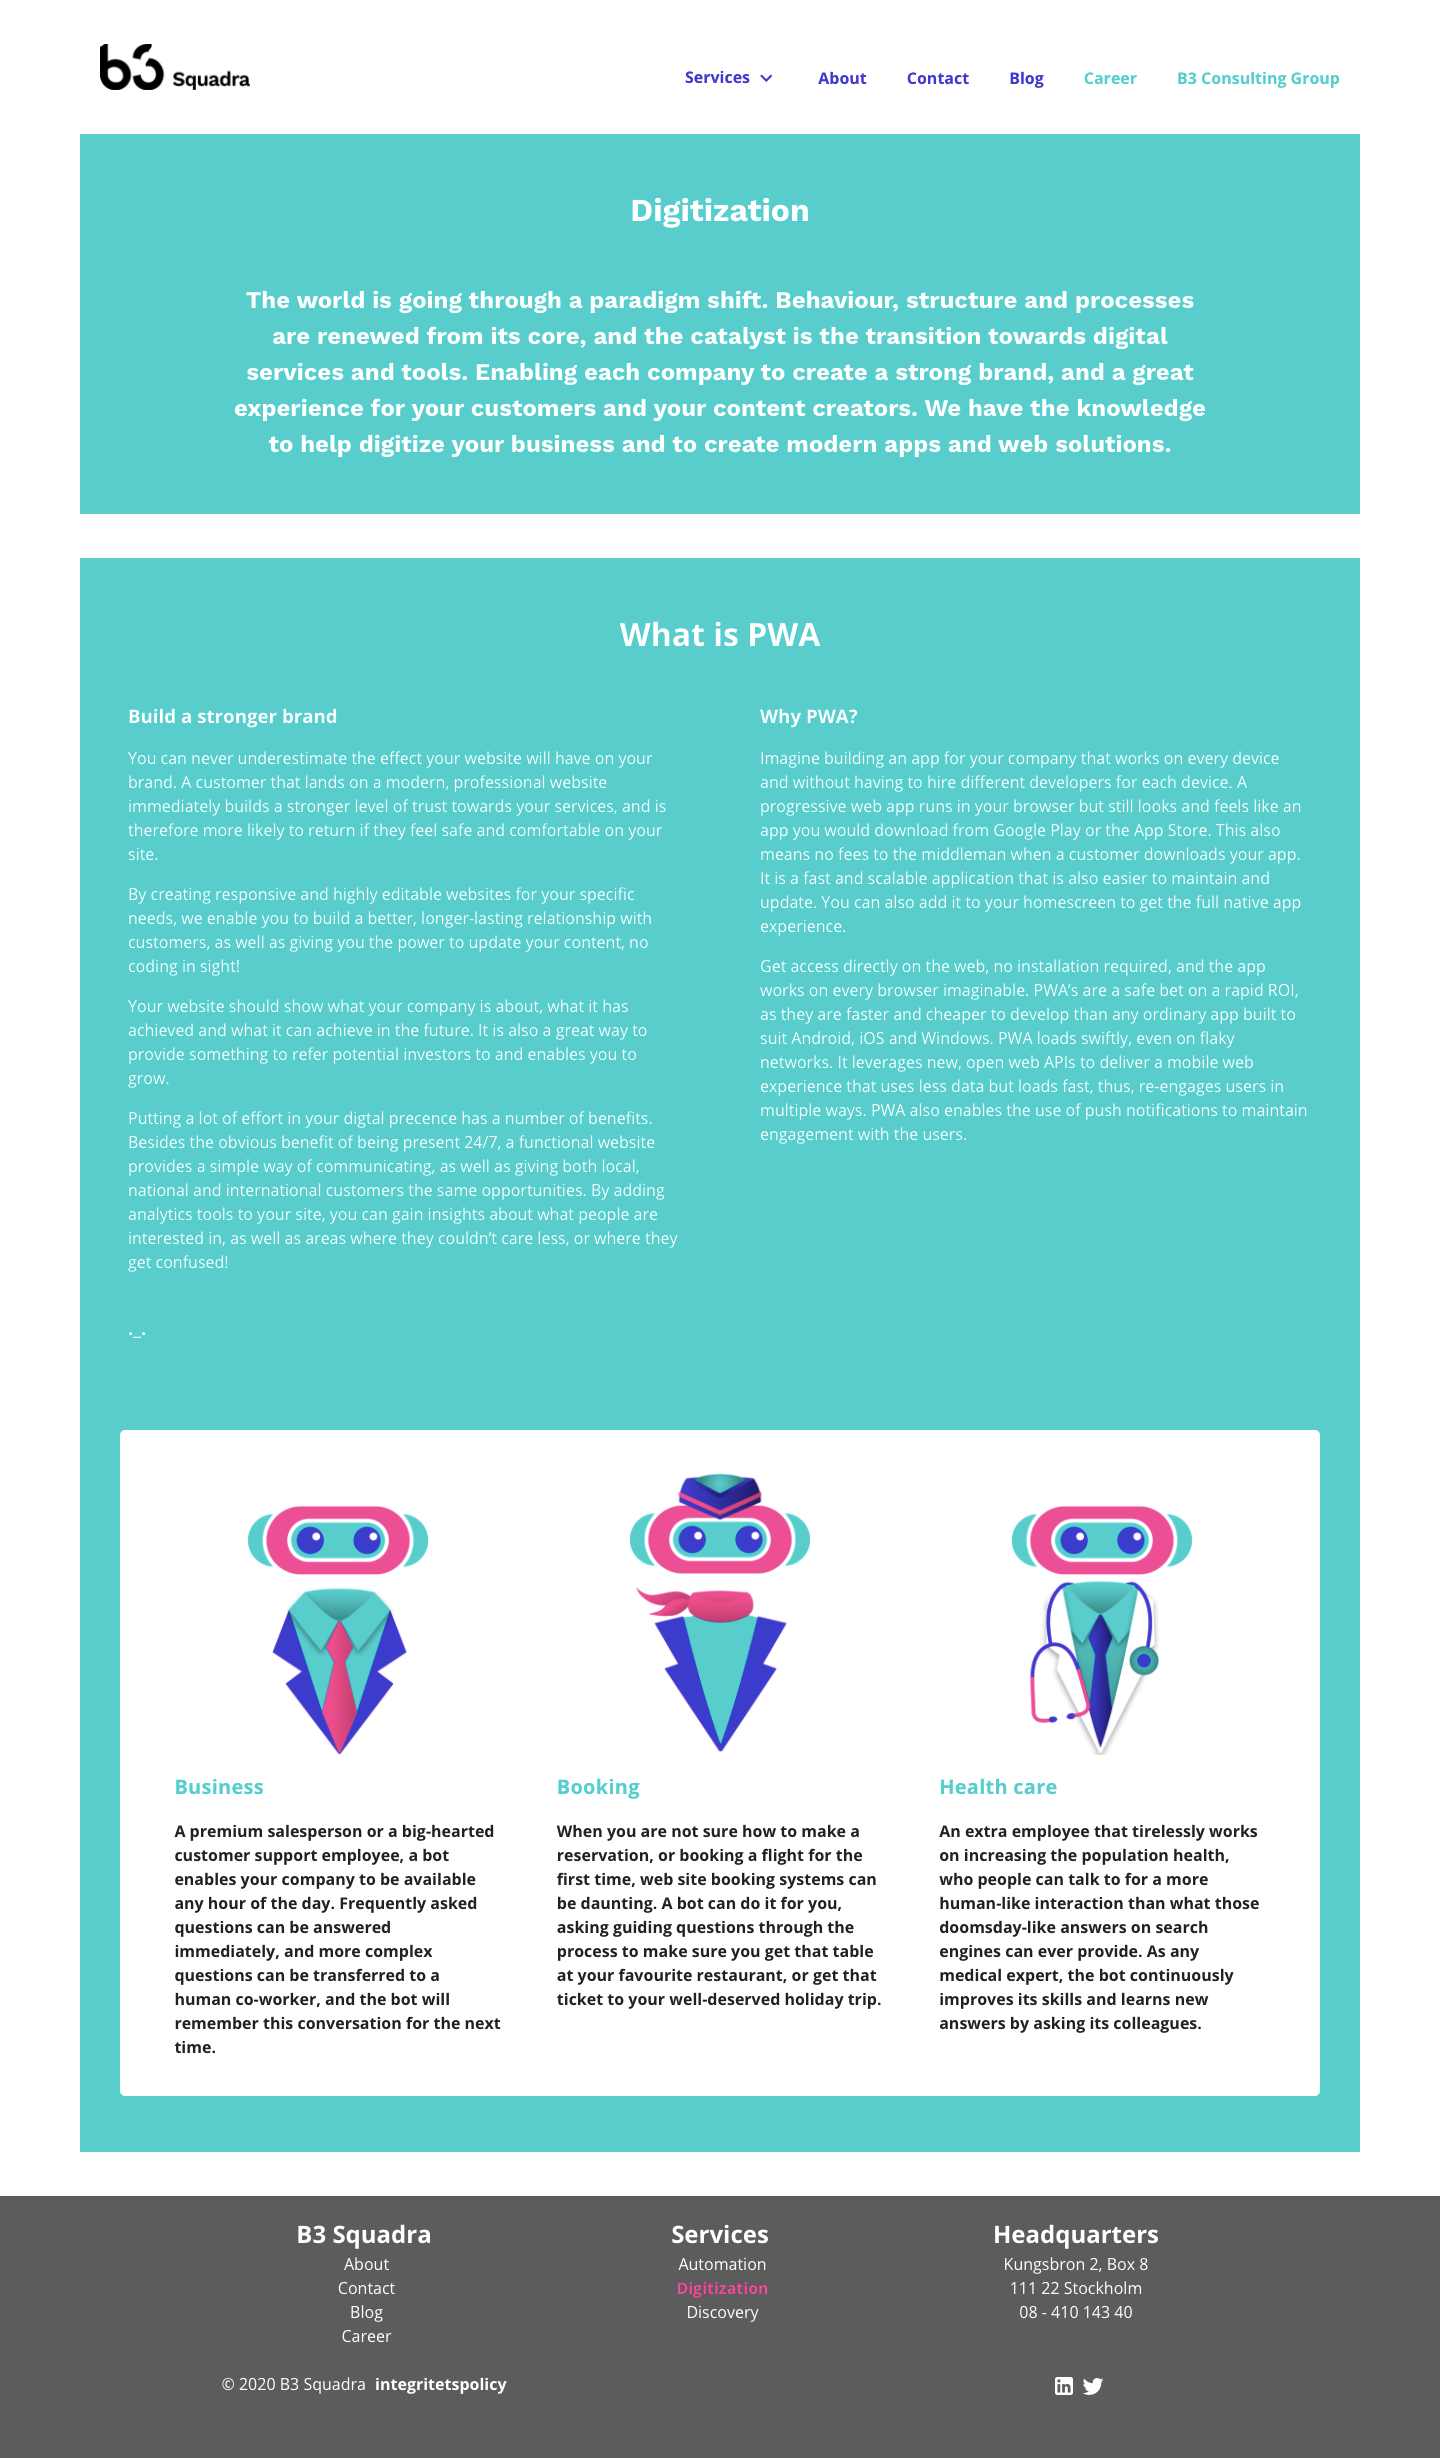 b3 Squadra
Services
About
Contact
Blog
Career
B3 Consulting Group
Digitization
The world is going through a paradigm shift. Behaviour, structure and processes
are renewed from its core, and the catalyst is the transition towards digital
services and tools. Enabling each company to create a strong brand, and a great
experience for your customers and your content creators. We have the knowledge
to help digitize your business and to create modern apps and web solutions.
What is PWA
Build a stronger brand
You can never underestimate the effect your website will have on your
brand. A customer that lands on a modern, professional website
immediately builds a stronger level of trust towards your services, and is
therefore more likely to return if they feel safe and comfortable on your
site.
By creating responsive and highly editable websites for your specific
needs, we enable you to build a better, longer-lasting relationship with
customers, as well as giving you the power to update your content, no
coding in sight!
Your website should show what your company is about, what it has
achieved and what it can achieve in the future. It is also a great way to
provide something to refer potential investors to and enables you to
grow.
Putting a lot of effort in your digtal precence has a number of benefits.
Besides the obvious benefit of being present 24/7, a functional website
provides a simple way of communicating, as well as giving both local,
national and international customers the same opportunities. By adding
analytics tools to your site, you can gain insights about what people are
interested in, as well as areas where they couldn’t care less, or where they
get confused!
·_·
Why PWA?
Imagine building an app for your company that works on every device
and without having to hire different developers for each device. A
progressive web app runs in your browser but still looks and feels like an
app you would download from Google Play or the App Store. This also
means no fees to the middleman when a customer downloads your app.
It is a fast and scalable application that is also easier to maintain and
update. You can also add it to your homescreen to get the full native app
experience.
Get access directly on the web, no installation required, and the app
works on every browser imaginable. PWA’s are a safe bet on a rapid ROI,
as they are faster and cheaper to develop than any ordinary app built to
suit Android, iOS and Windows. PWA loads swiftly, even on flaky
networks. It leverages new, open web APIs to deliver a mobile web
experience that uses less data but loads fast, thus, re-engages users in
multiple ways. PWA also enables the use of push notifications to maintain
engagement with the users.
Business
A premium salesperson or a big-hearted
customer support employee, a bot
enables your company to be available
any hour of the day. Frequently asked
questions can be answered
immediately, and more complex
questions can be transferred to a
human co-worker, and the bot will
remember this conversation for the next
time.
Booking
When you are not sure how to make a
reservation, or booking a flight for the
first time, web site booking systems can
be daunting. A bot can do it for you,
asking guiding questions through the
process to make sure you get that table
at your favourite restaurant, or get that
ticket to your well-deserved holiday trip.
Health care
An extra employee that tirelessly works
on increasing the population health,
who people can talk to for a more
human-like interaction than what those
doomsday-like answers on search
engines can ever provide. As any
medical expert, the bot continuously
improves its skills and learns new
answers by asking its colleagues.
B3 Squadra
About
Contact
Blog
Career
© 2020 B3 Squadra integritetspolicy
Services
Automation
Digitization
Discovery
Headquarters
Kungsbron 2, Box 8
111 22 Stockholm
08 - 410 143 40